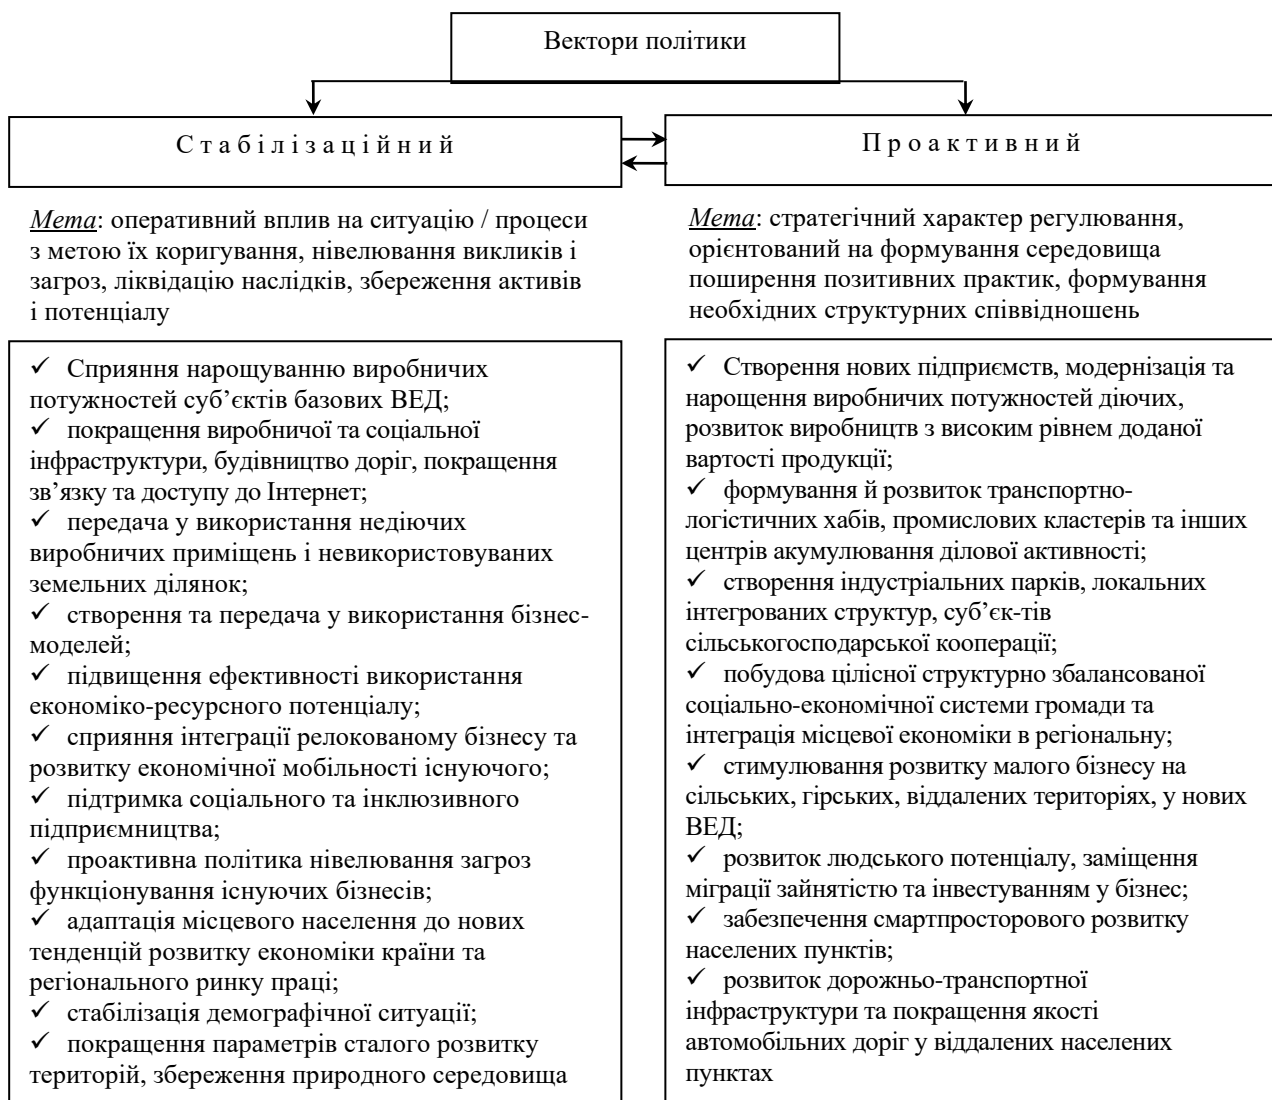 Вектори політики
Стабілізаційний
Проактивний
Мета: оперативний вплив на ситуацію / процеси
з метою їх коригування, нівелювання викликів і
загроз, ліквідацію наслідків, збереження активів
і потенціалу
Мета: стратегічний характер регулювання,
орієнтований на формування середовища
поширення позитивних практик, формування
необхідних структурних співвідношень
✓ Сприяння нарощуванню виробничих
потужностей суб’єктів базових ВЕД;
✓ покращення виробничої та соціальної
інфраструктури, будівництво доріг, покращення
зв’язку та доступу до Інтернет;
✓ передача у використання недіючих
виробничих приміщень і невикористовуваних
земельних ділянок;
✓ створення та передача у використання бізнес-
моделей;
✓ підвищення ефективності використання
економіко-ресурсного потенціалу;
✓ сприяння інтеграції релокованому бізнесу та
розвитку економічної мобільності існуючого;
✓ підтримка соціального та інклюзивного
підприємництва;
✓ проактивна політика нівелювання загроз
функціонування існуючих бізнесів;
✓ адаптація місцевого населення до нових
тенденцій розвитку економіки країни та
регіонального ринку праці;
✓ стабілізація демографічної ситуації;
✓ покращення параметрів сталого розвитку
територій, збереження природного середовища
✓ Створення нових підприємств, модернізація та
нарощення виробничих потужностей діючих,
розвиток виробництв з високим рівнем доданої
вартості продукції;
✓ формування й розвиток транспортно-
логістичних хабів, промислових кластерів та інших
центрів акумулювання ділової активності;
✓ створення індустріальних парків, локальних
інтегрованих структур, суб’єк-тів
сільськогосподарської кооперації;
✓ побудова цілісної структурно збалансованої
соціально-економічної системи громади та
інтеграція місцевої економіки в регіональну;
✓ стимулювання розвитку малого бізнесу на
сільських, гірських, віддалених територіях, у нових
ВЕД;
✓ розвиток людського потенціалу, заміщення
міграції зайнятістю та інвестуванням у бізнес;
✓ забезпечення смартпросторового розвитку
населених пунктів;
✓ розвиток дорожньо-транспортної
інфраструктури та покращення якості
автомобільних доріг у віддалених населених
пунктах